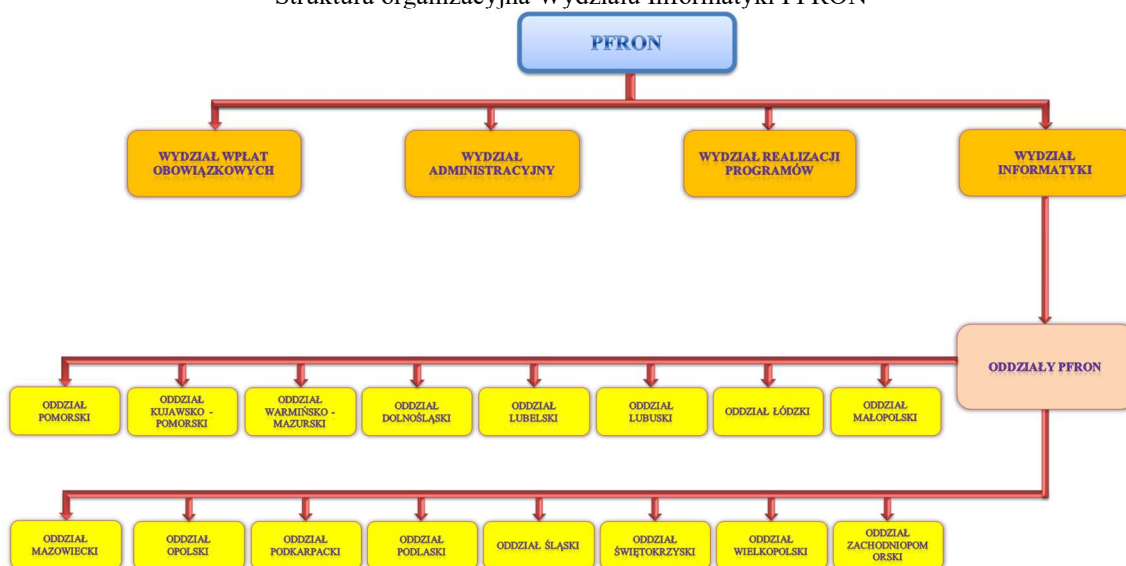 Struktura organizacyjna Wydziału Informatyki PFRON
PFRON
WYDZIAŁ WPŁAT
OBOWIĄZKOWYCH
WYDZIAŁ
ADMINISTRACYJNY
WYDZIAŁ REALIZACJI
PROGRAMÓW
WYDZIAŁ
INFORMATYKI
ODDZIAŁY PFRON
ODDZIAŁ
POMORSKI
ODDZIAŁ
KUJAWSKO -
POMORSKI
ODDZIAŁ
WARMIŃSKO -
MAZURSKI
ODDZIAŁ
DOLNOŚLĄSKI
ODDZIAŁ
LUBELSKI
ODDZIAŁ
LUBUSKI
ODDZIAŁ ŁÓDZKI
ODDZIAŁ
MAŁOPOLSKI
ODDZIAŁ
MAZOWIECKI
ODDZIAŁ
OPOLSKI
ODDZIAŁ
PODKARPACKI
ODDZIAŁ
PODLASKI
ODDZIAŁ ŚLĄSKI
ODDZIAŁ
ŚWIĘTOKRZYSKI
ODDZIAŁ
WIELKOPOLSKI
ODDZIAŁ
ZACHODNIOPOM
ORSKI